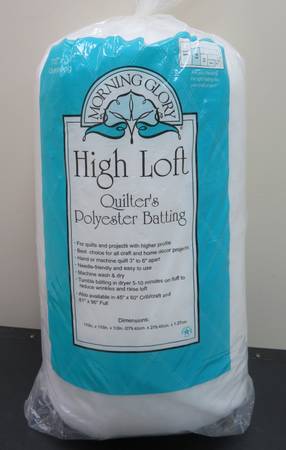 MORNING GLORY
High Loft
Quilter's
Polyester Batting
• For quilts and projects with higher profile
• Best choice for all craft and home decor projects
• Hand or machine quilt 3" to 6" apart
• Needle-friendly and easy to use
• Machine wash & dry
• Tumble batting in dryer 5-10 minutes on fluff to
reduce wrinkles and raise loft
• Also available in 45" x 60" Crib/craft and
81" x 96" Full
Dimensions: